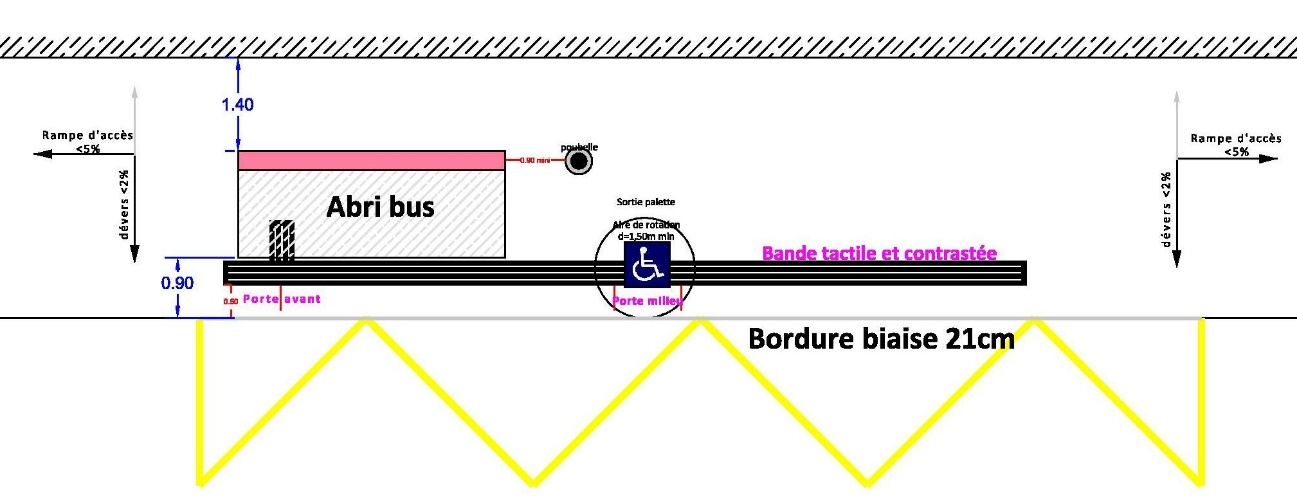 1.40
Rampe d'accès
<5%
dévers <2%
0.90 mini
poubelle
Abri bus
Sortie palette
Aire de rotation
d=1,50m min
Rampe d'accès
<5%
dévers <2%
Bande tactile et contrastée
0.90
0.50
Porte avant
Porte milieu
Bordure biaise 21cm